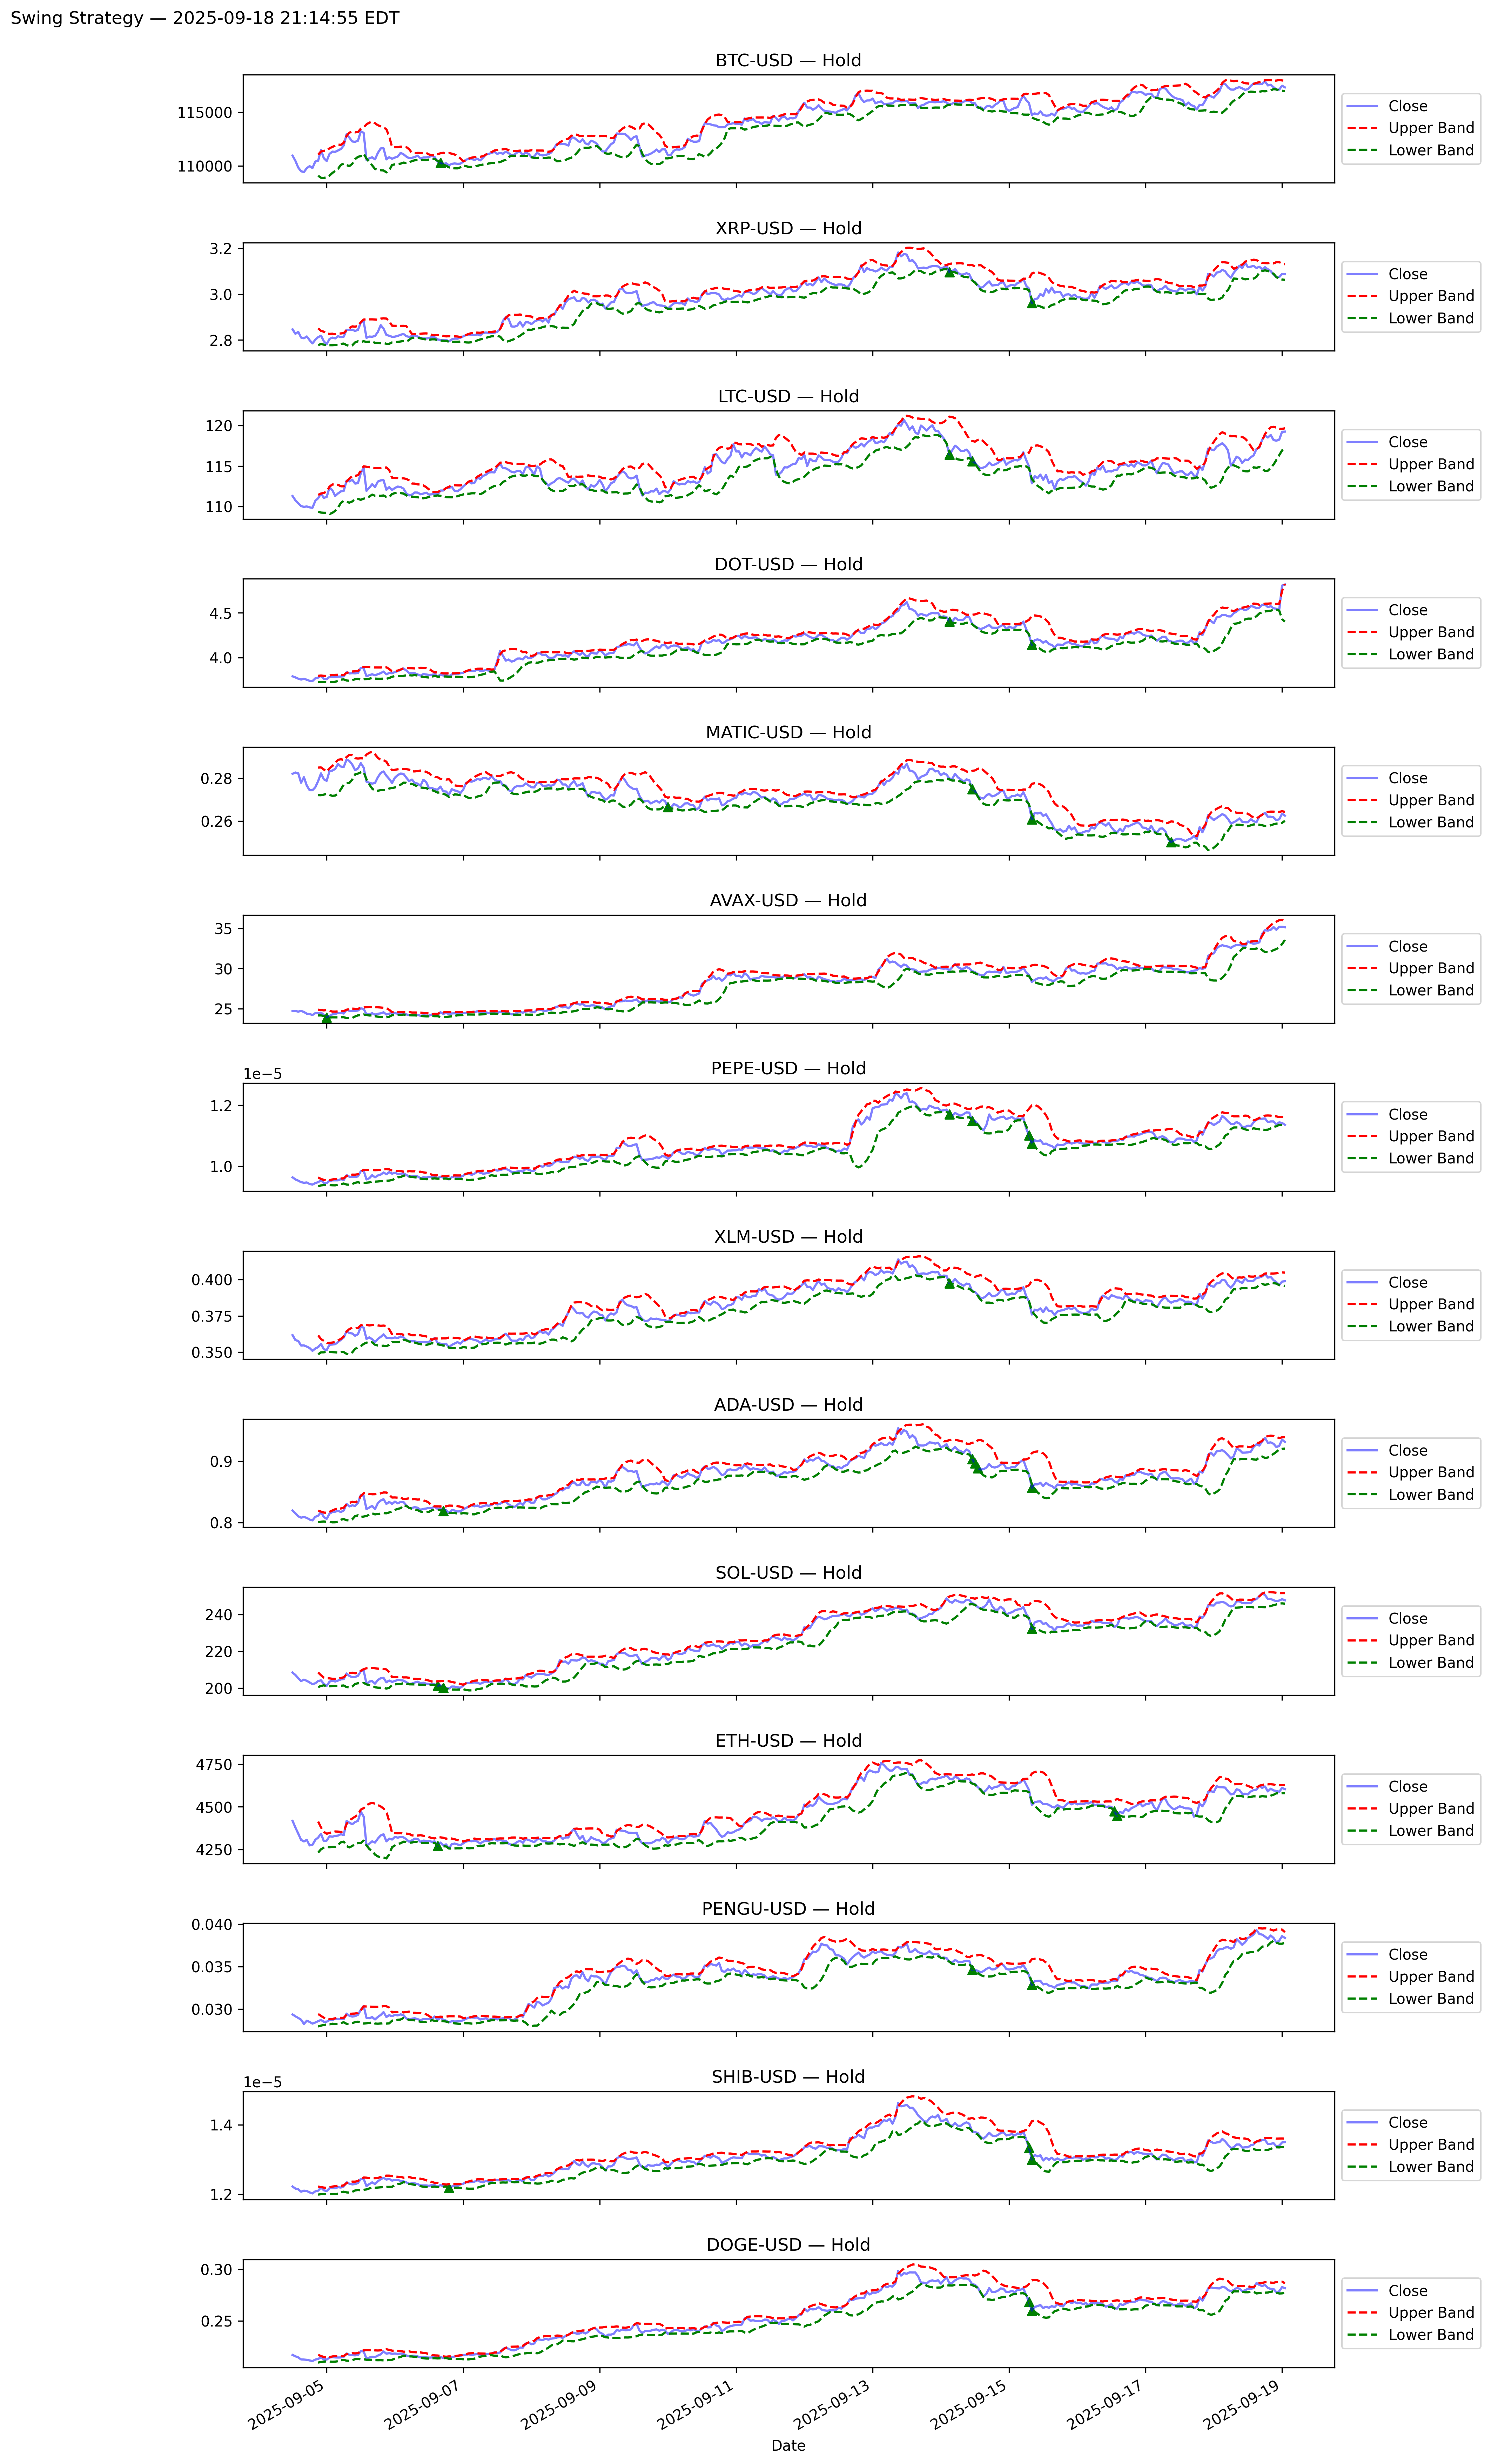 Swing Strategy — 2025-09-18 21:14:55 EDT
BTC-USD — Hold
115000
110000
Close
Upper Band
Lower Band
XRP-USD — Hold
3.2
3.0
2.8
Close
Upper Band
Lower Band
LTC-USD — Hold
120
115
110
Close
Upper Band
Lower Band
DOT-USD — Hold
4.5
4.0
Close
Upper Band
Lower Band
MATIC-USD — Hold
0.28
0.26
Close
Upper Band
Lower Band
AVAX-USD — Hold
35
30
25
Close
Upper Band
Lower Band
PEPE-USD — Hold
1e−5
1.2
1.0
Close
Upper Band
Lower Band
XLM-USD — Hold
0.400
0.375
0.350
Close
Upper Band
Lower Band
ADA-USD — Hold
0.9
0.8
Close
Upper Band
Lower Band
SOL-USD — Hold
240
220
200
Close
Upper Band
Lower Band
ETH-USD — Hold
4750
4500
4250
Close
Upper Band
Lower Band
PENGU-USD — Hold
0.040
0.035
0.030
Close
Upper Band
Lower Band
SHIB-USD — Hold
1e−5
1.4
1.2
Close
Upper Band
Lower Band
DOGE-USD — Hold
0.30
0.25
Close
Upper Band
Lower Band
2025-09-05
2025-09-07
2025-09-09
2025-09-11
2025-09-13
2025-09-15
2025-09-17
2025-09-19
Date